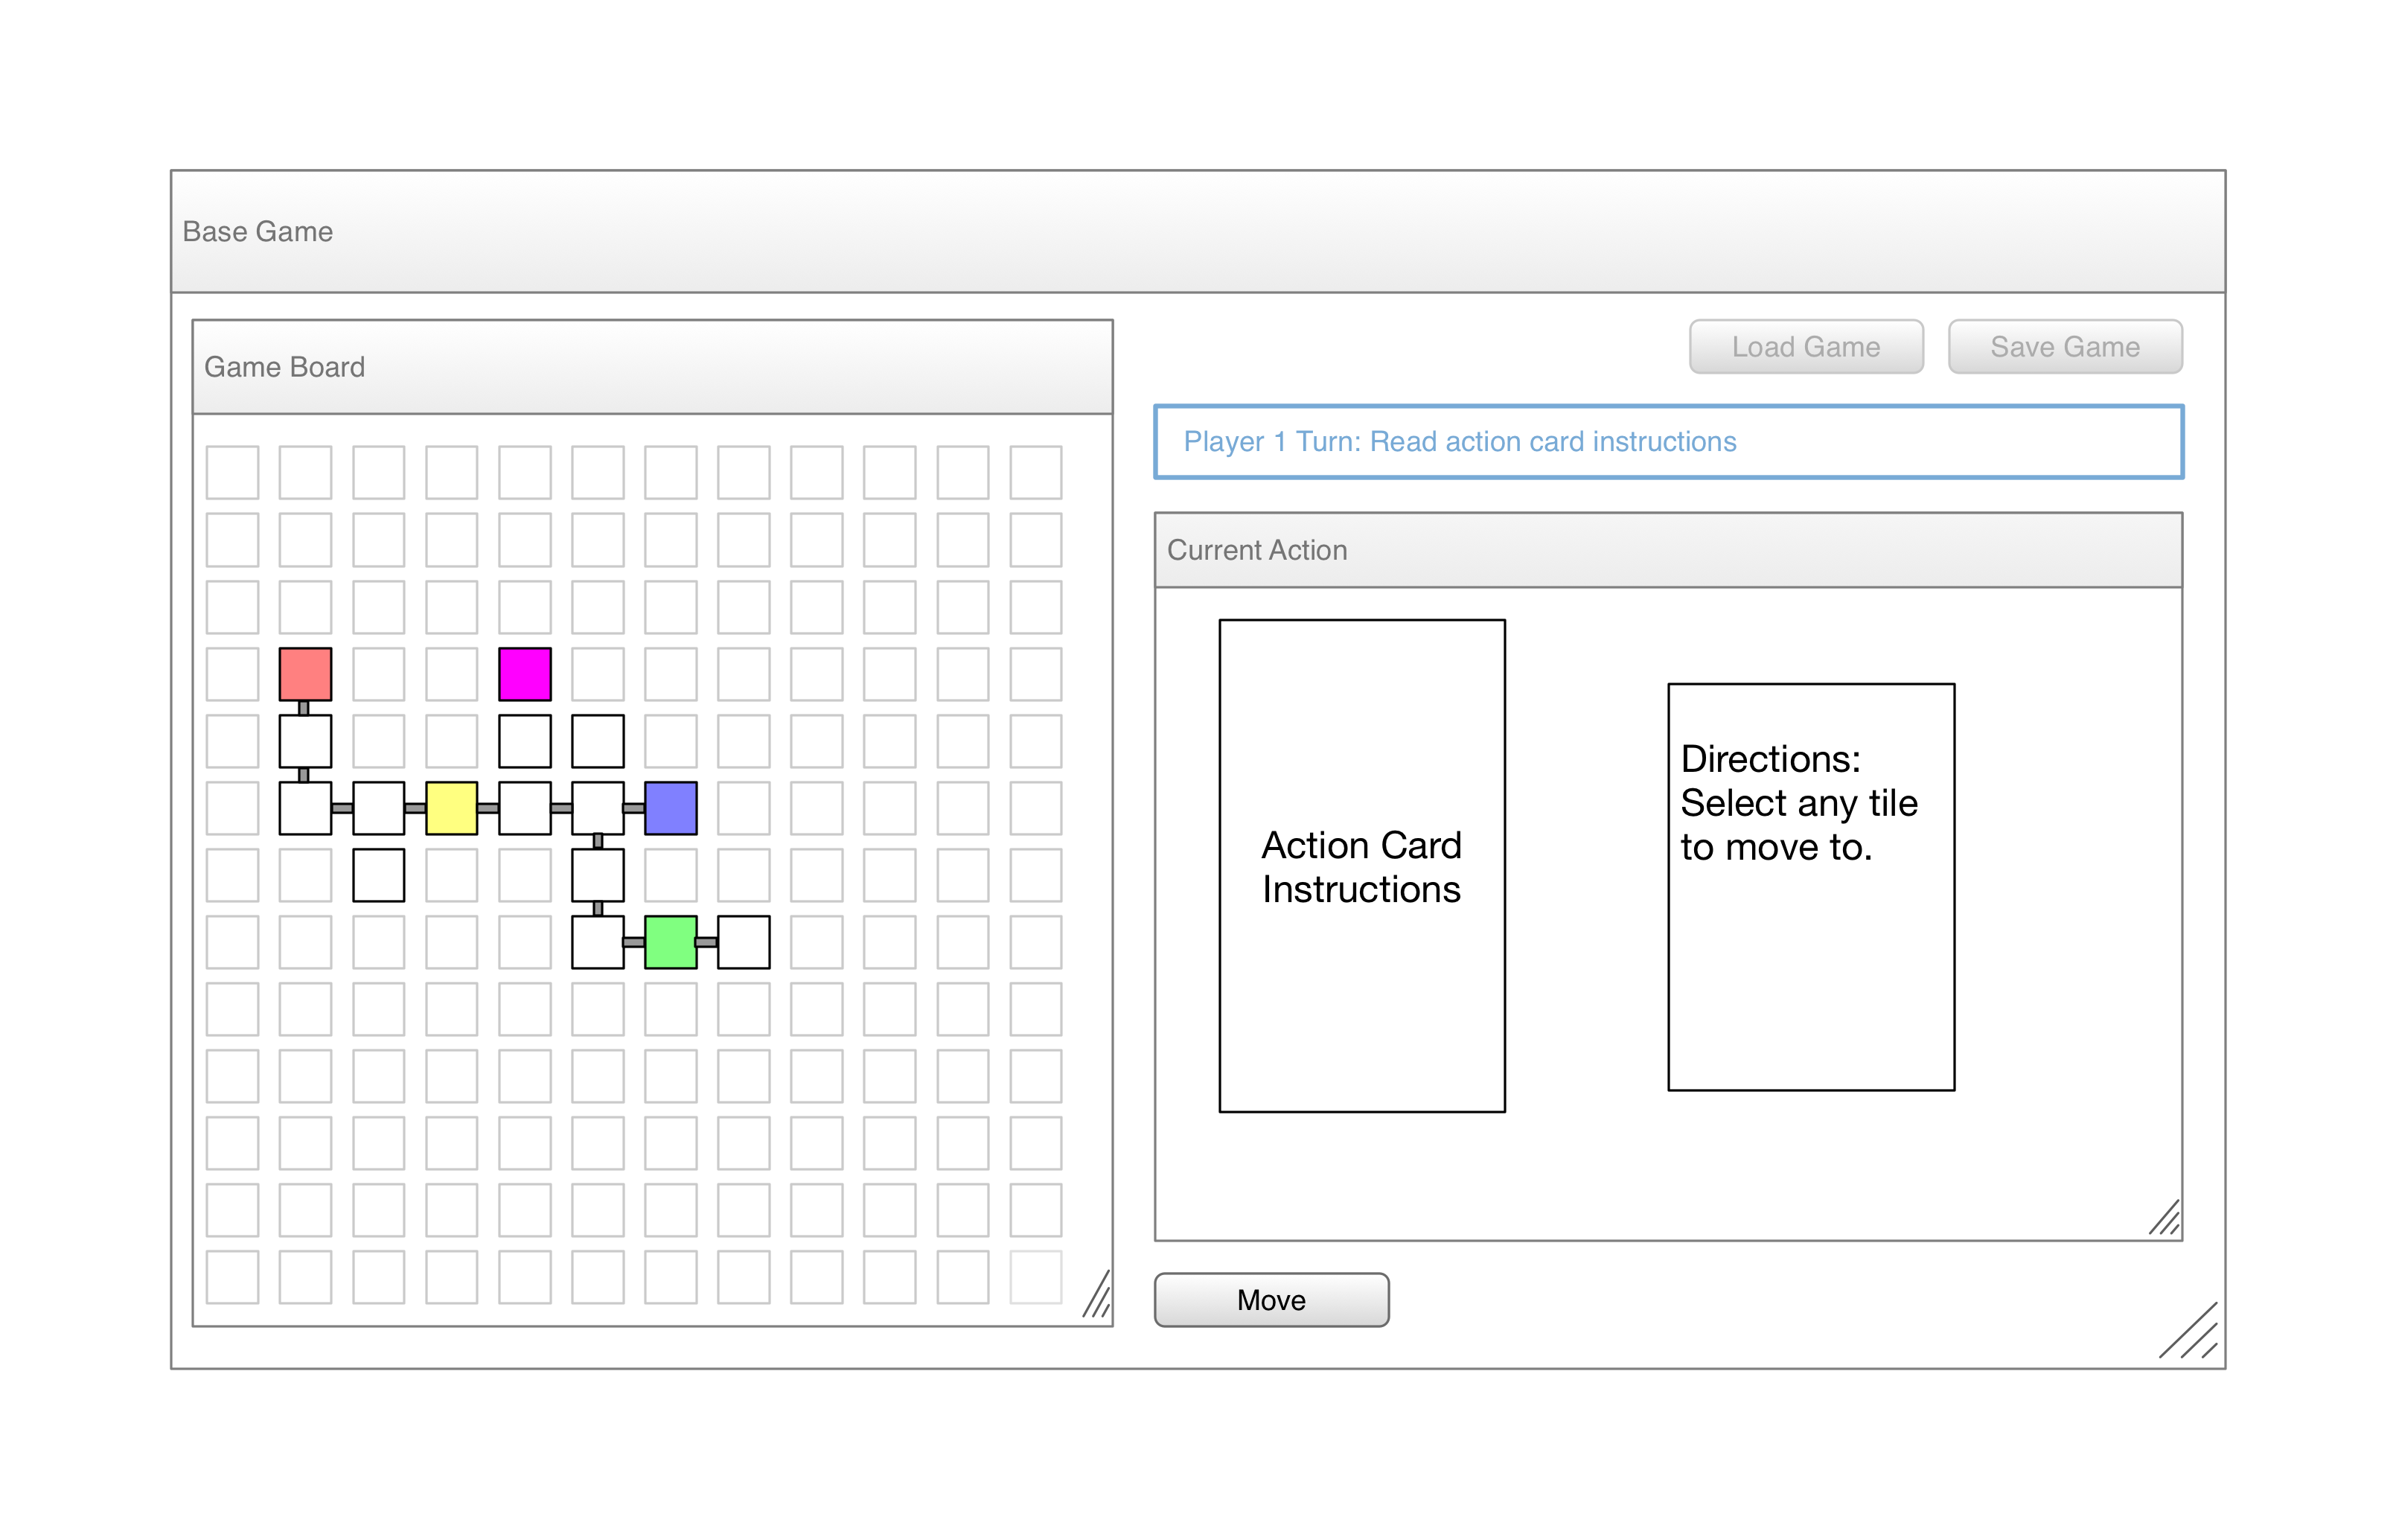 Base Game
Game Board
Load Game
Save Game
Player 1 Turn: Read action card instructions
Current Action
Action Card
Instructions
Directions:
Select any tile
to move to.
Move